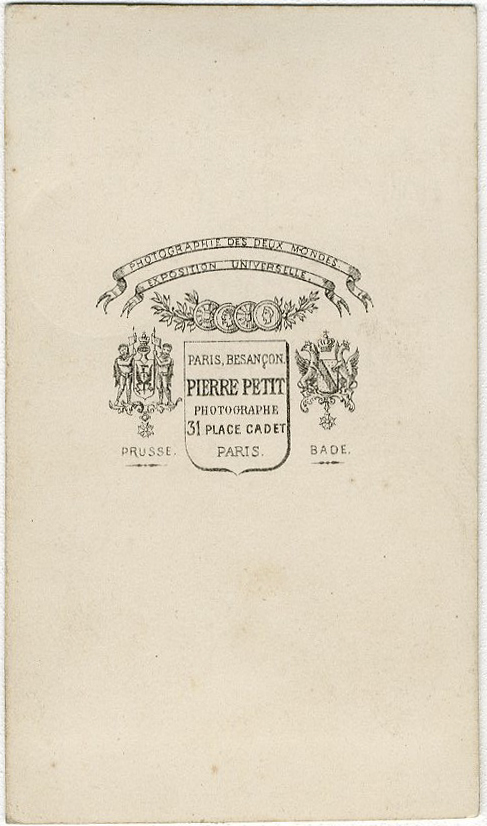 PHOTOGRAPHIE DES DEUX MONDES.
EXPOSITION UNIVERSELLE.
PARIS, BESANÇON.
PIERRE PETIT
PHOTOGRAPHE
31 PLACE CADET
PARIS.
PRUSSE.
BADE.